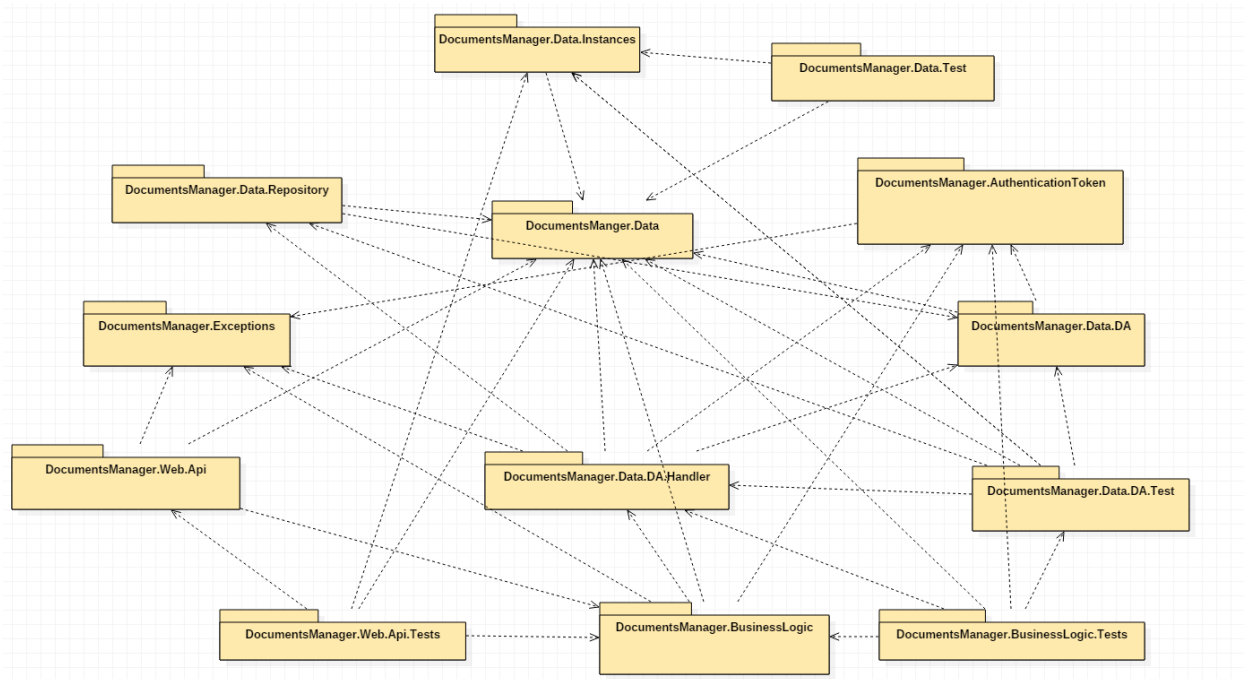 DocumentsManager.Data.Instances
DocumentsManager.Data.Test
DocumentsManager.Data.Repository
DocumentsManager.AuthenticationToken
DocumentsManger.Data
DocumentsManager.Exceptions
DocumentsManager.Data.DA
DocumentsManager.Web.Api
DocumentsManager.Data.DA.Handler
DocumentsManager.Data.DA.Test
DocumentsManager.Web.Api.Tests
DocumentsManager.BusinessLogic
DocumentsManager.BusinessLogic.Tests